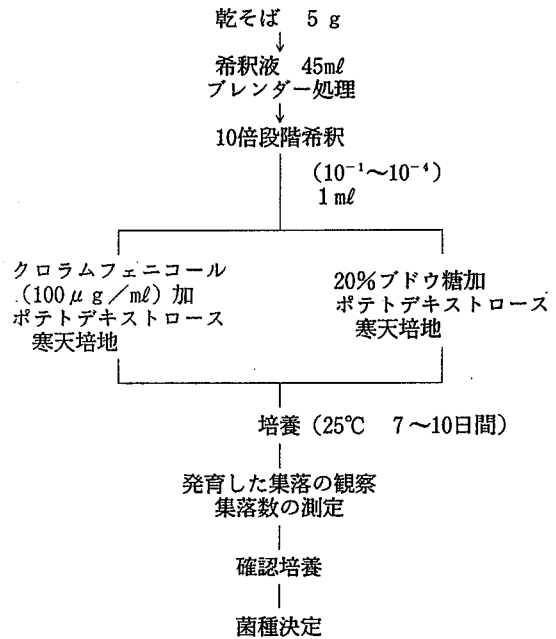 乾そば 5g
希釈液 45mℓ
ブレンダー処理
10倍段階希釈
(10⁻¹〜10⁻⁴)
1mℓ
クロラムフェニコール
(100μg/mℓ)加
ポテトデキストロース
寒天培地
20%ブドウ糖加
ポテトデキストロース
寒天培地
培養(25℃ 7〜10日間)
発育した集落の観察
集落数の測定
確認培養
菌種決定